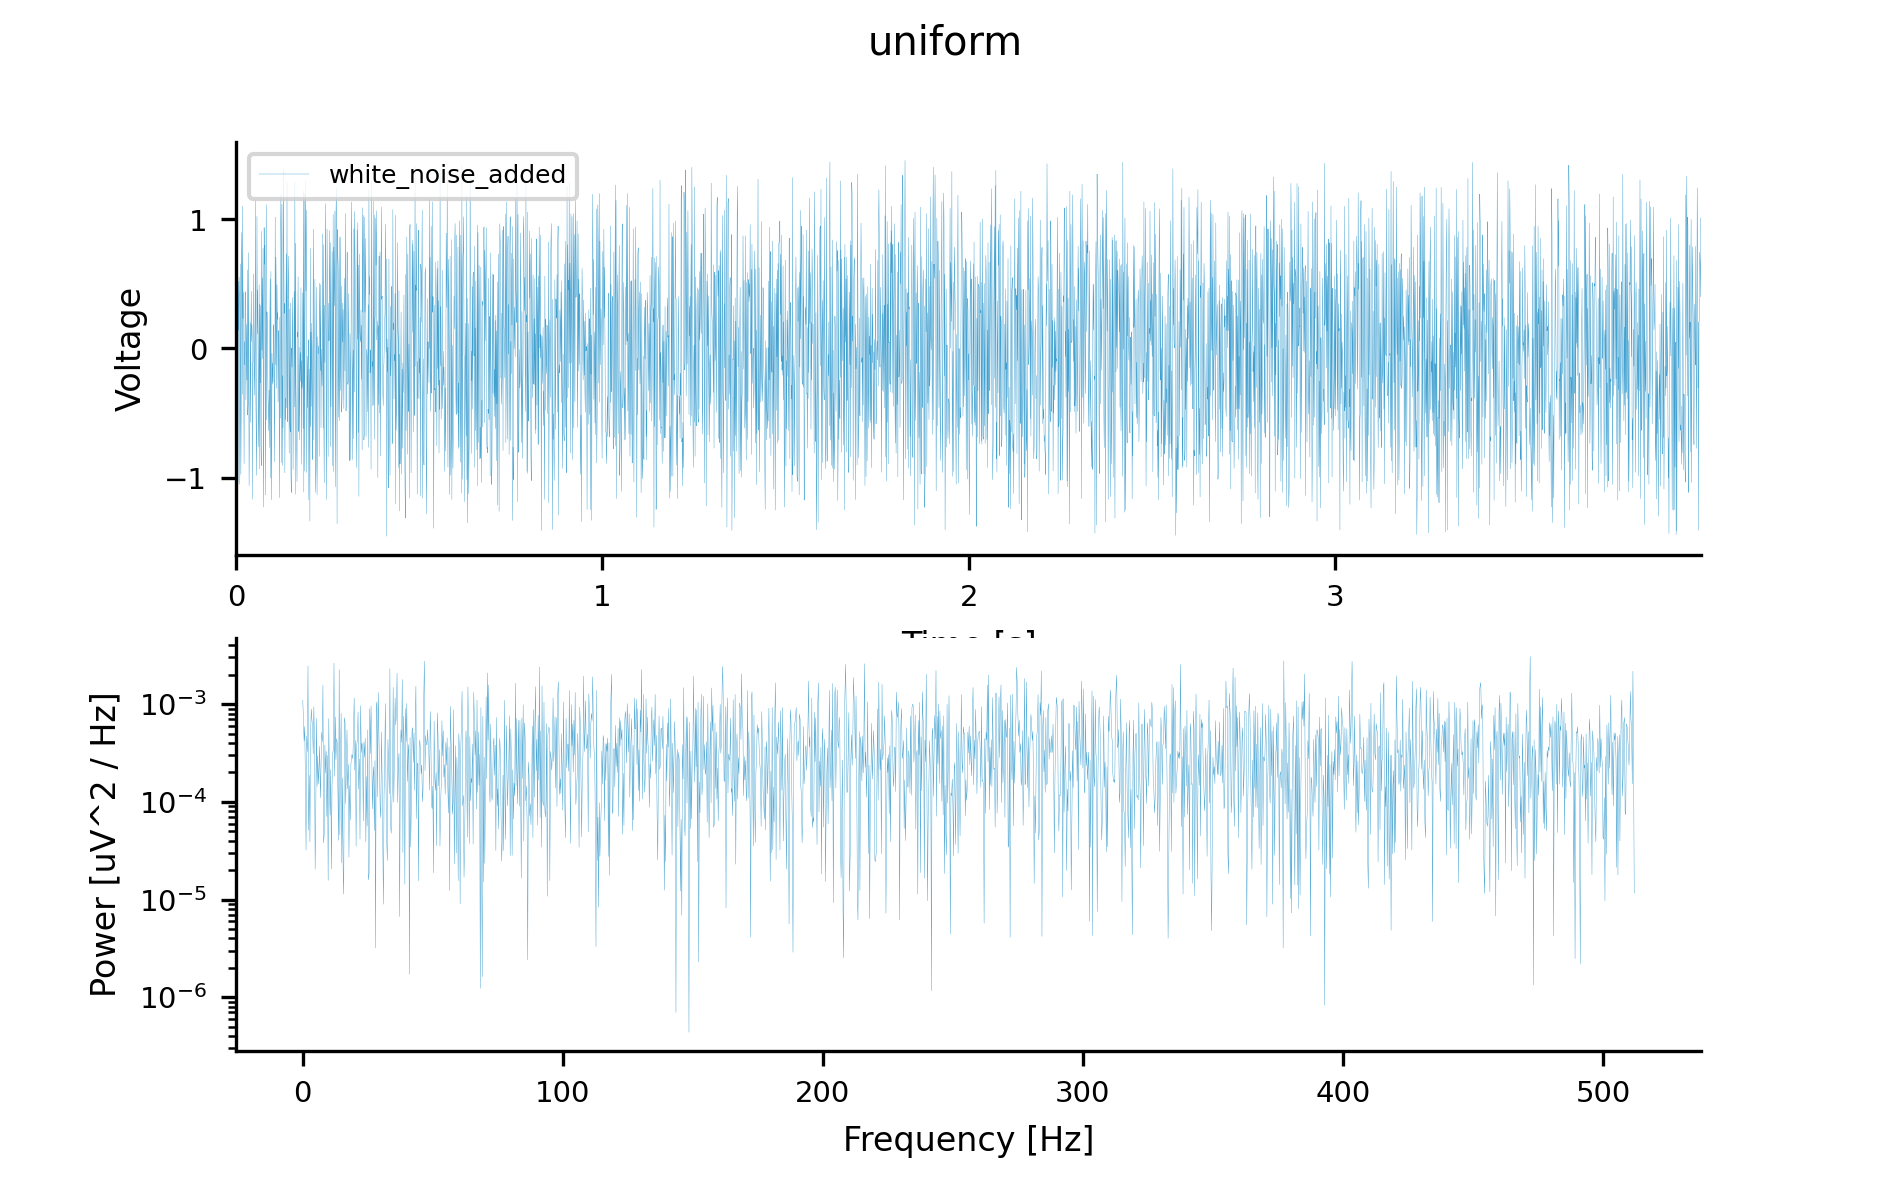 uniform
white_noise_added
Voltage
1
0
−1
0 1 2 3
Time [s]
Power [uV^2 / Hz]
10⁻³
10⁻⁴
10⁻⁵
10⁻⁶
0 100 200 300 400 500
Frequency [Hz]